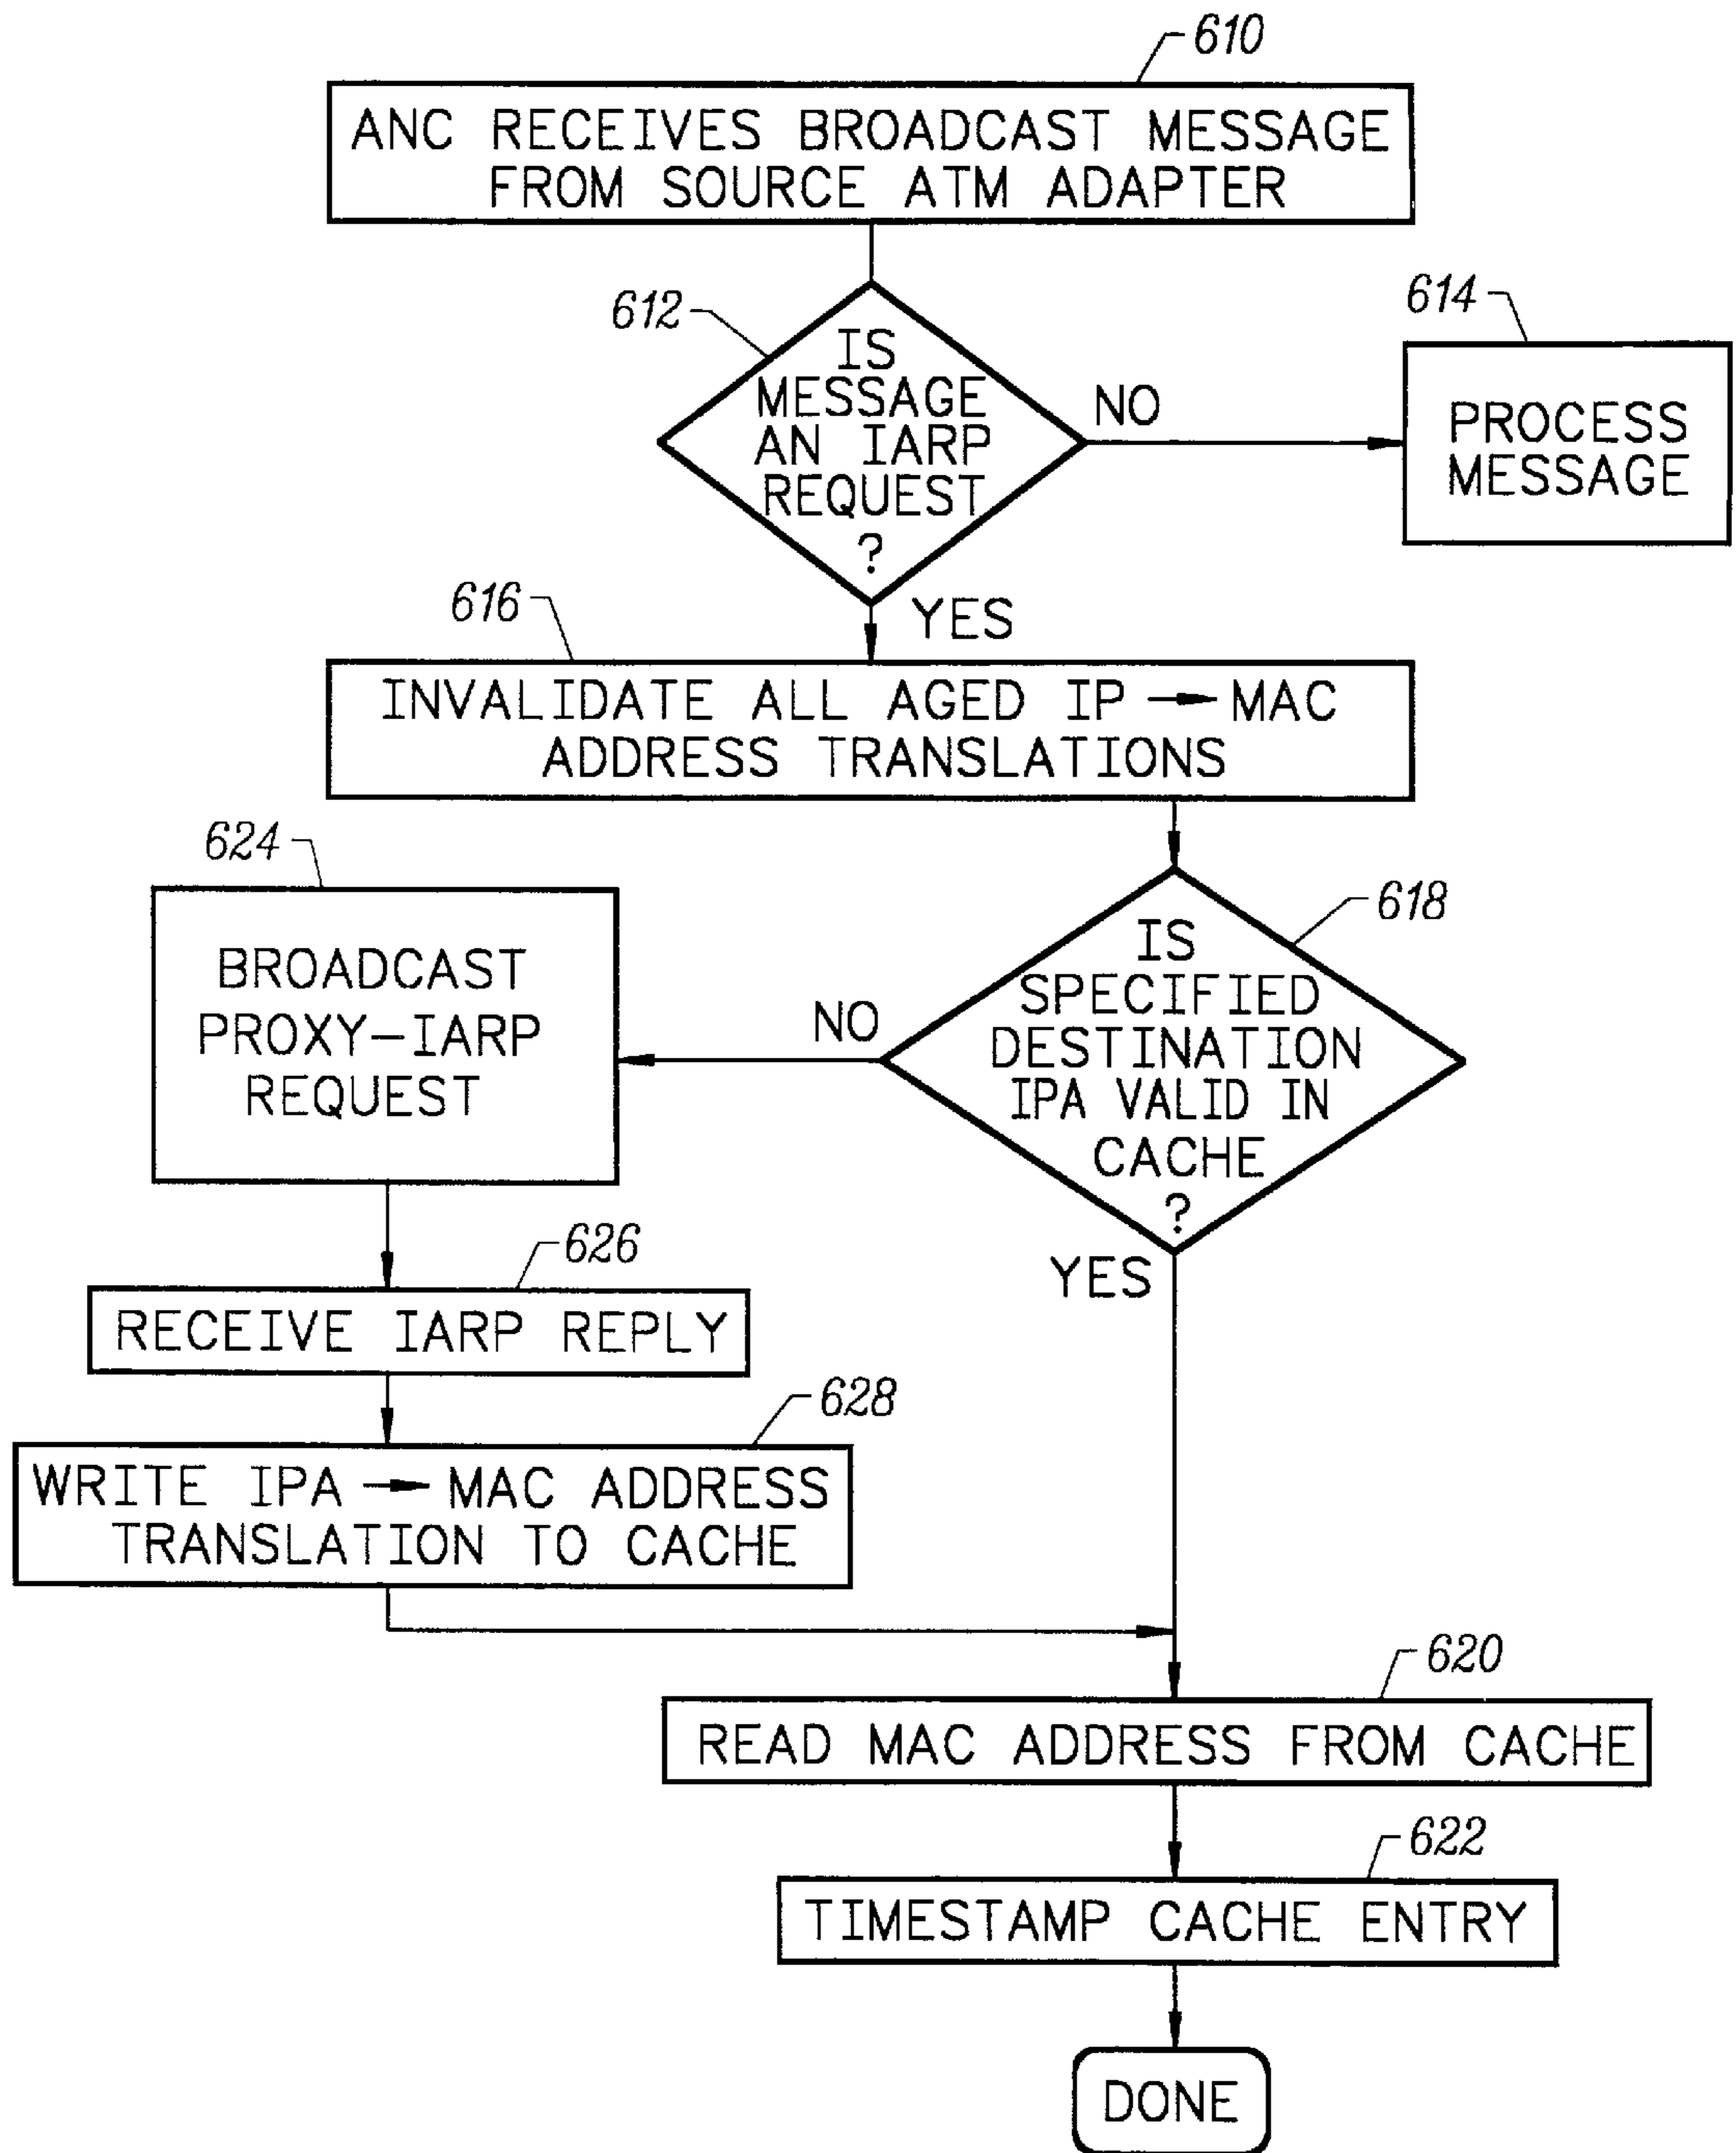 610
ANC RECEIVES BROADCAST MESSAGE
FROM SOURCE ATM ADAPTER
612
IS
MESSAGE
AN IARP
REQUEST
?
NO
614
PROCESS
MESSAGE
YES
616
INVALIDATE ALL AGED IP → MAC
ADDRESS TRANSLATIONS
618
IS
SPECIFIED
DESTINATION
IPA VALID IN
CACHE
?
NO
624
BROADCAST
PROXY-IARP
REQUEST
626
RECEIVE IARP REPLY
628
WRITE IPA → MAC ADDRESS
TRANSLATION TO CACHE
YES
620
READ MAC ADDRESS FROM CACHE
622
TIMESTAMP CACHE ENTRY
DONE